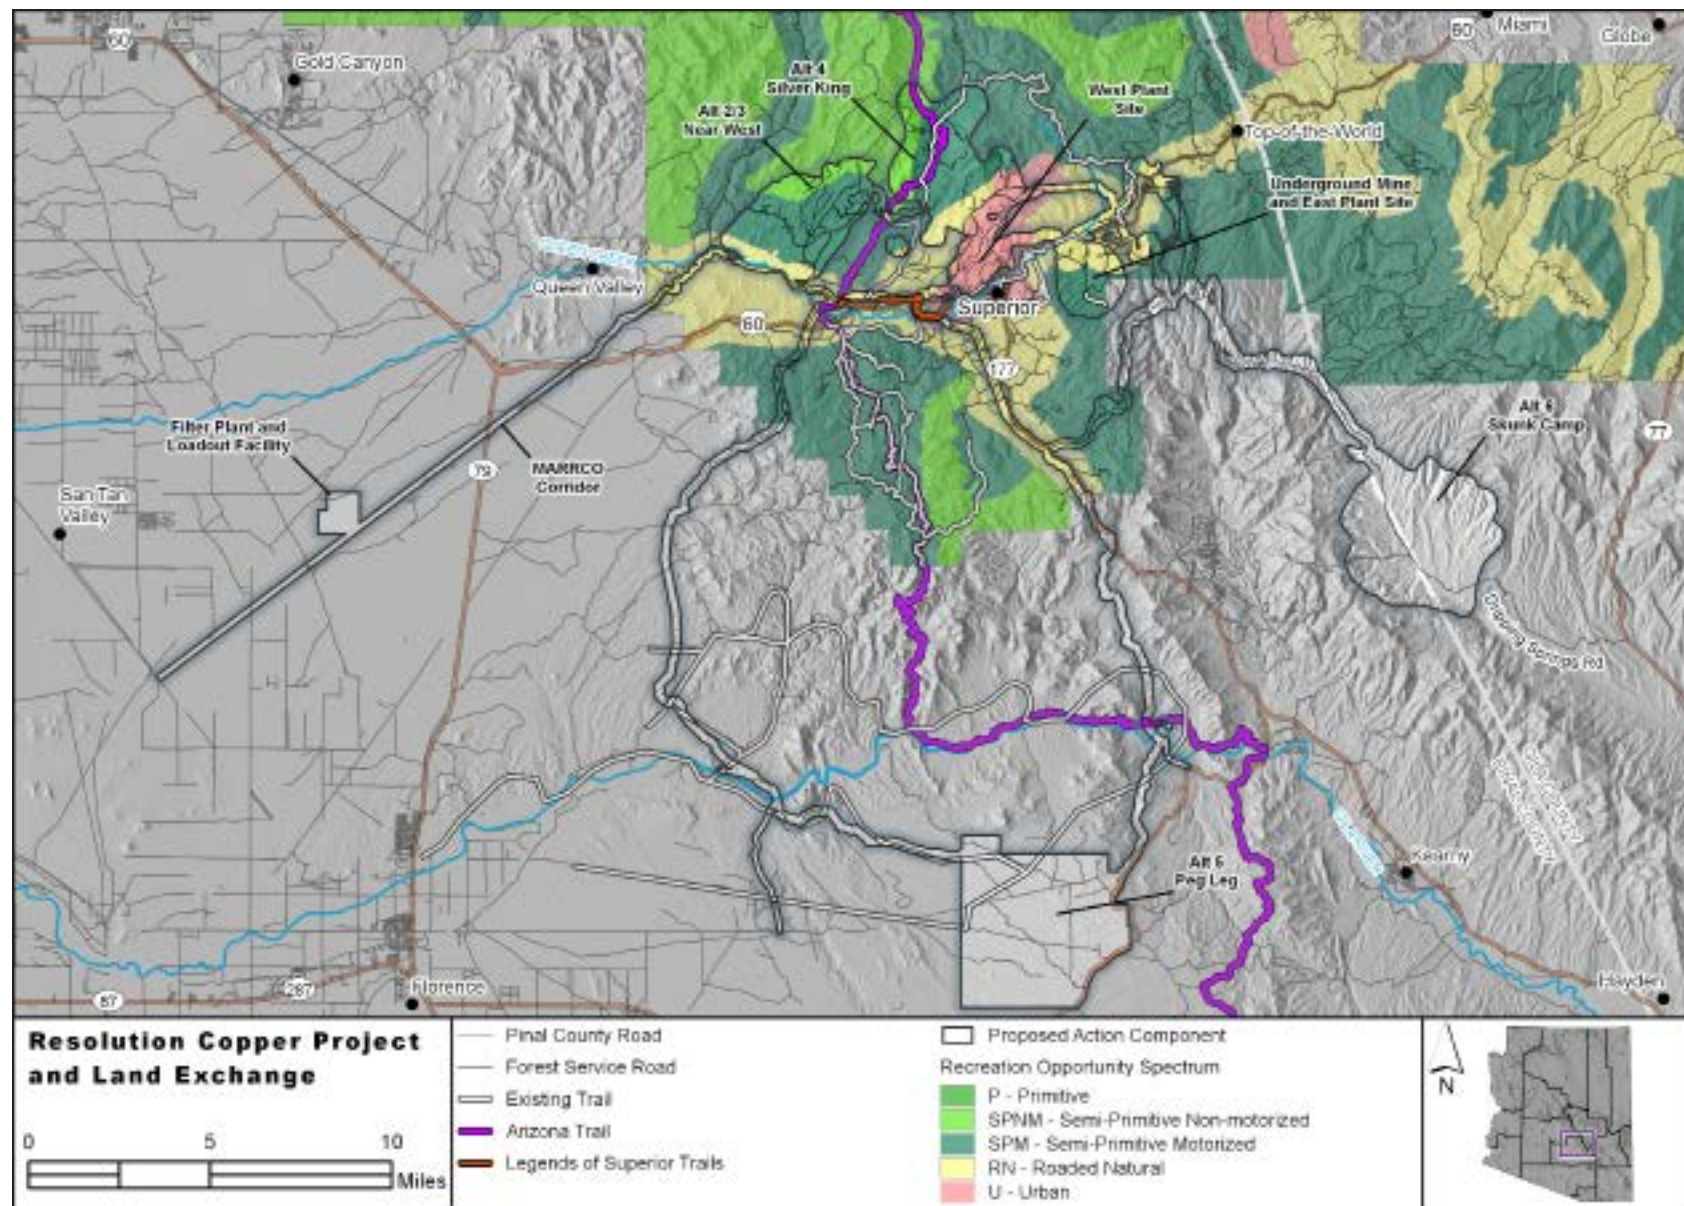 60
Gold Canyon
Alt 4
Silver King
Alt 2/3
Near West
West Plant
Site
60
Miami
Globe
Top-of-the-World
Underground Mine
and East Plant Site
Queen Valley
Superior
60
177
Filter Plant and
Loadout Facility
MARRCO
Corridor
79
San Tan
Valley
Alt 6
Skunk Camp
77
Dripping Springs Rd
Kearny
Alt 5
Peg Leg
Hayden
87
287
Florence
Resolution Copper Project
and Land Exchange
0 5 10
Miles
Pinal County Road
Forest Service Road
Existing Trail
Arizona Trail
Legends of Superior Trails
Proposed Action Component
Recreation Opportunity Spectrum
P - Primitive
SPNM - Semi-Primitive Non-motorized
SPM - Semi-Primitive Motorized
RN - Roaded Natural
U - Urban
N